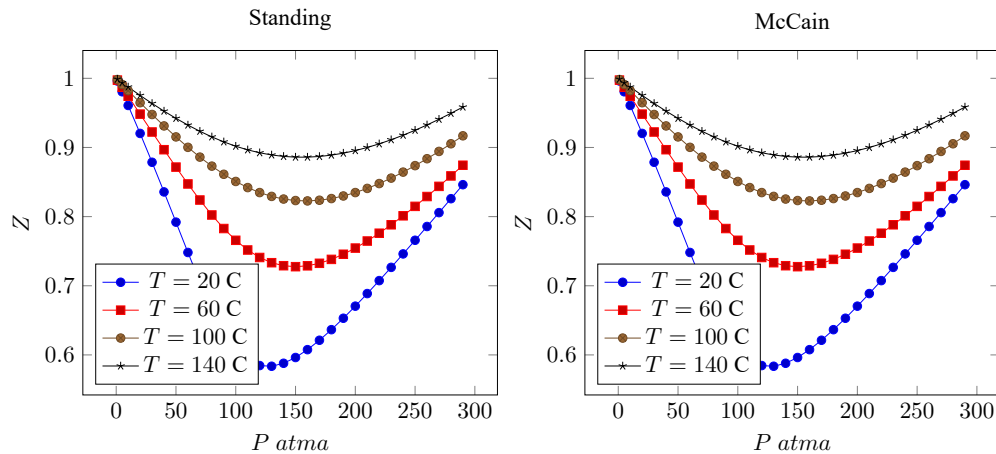 Standing
1
0.9
0.8
0.7
0.6
Z
T = 20 C
T = 60 C
T = 100 C
T = 140 C
0 50 100 150 200 250 300
P atma
McCain
1
0.9
0.8
0.7
0.6
Z
T = 20 C
T = 60 C
T = 100 C
T = 140 C
0 50 100 150 200 250 300
P atma